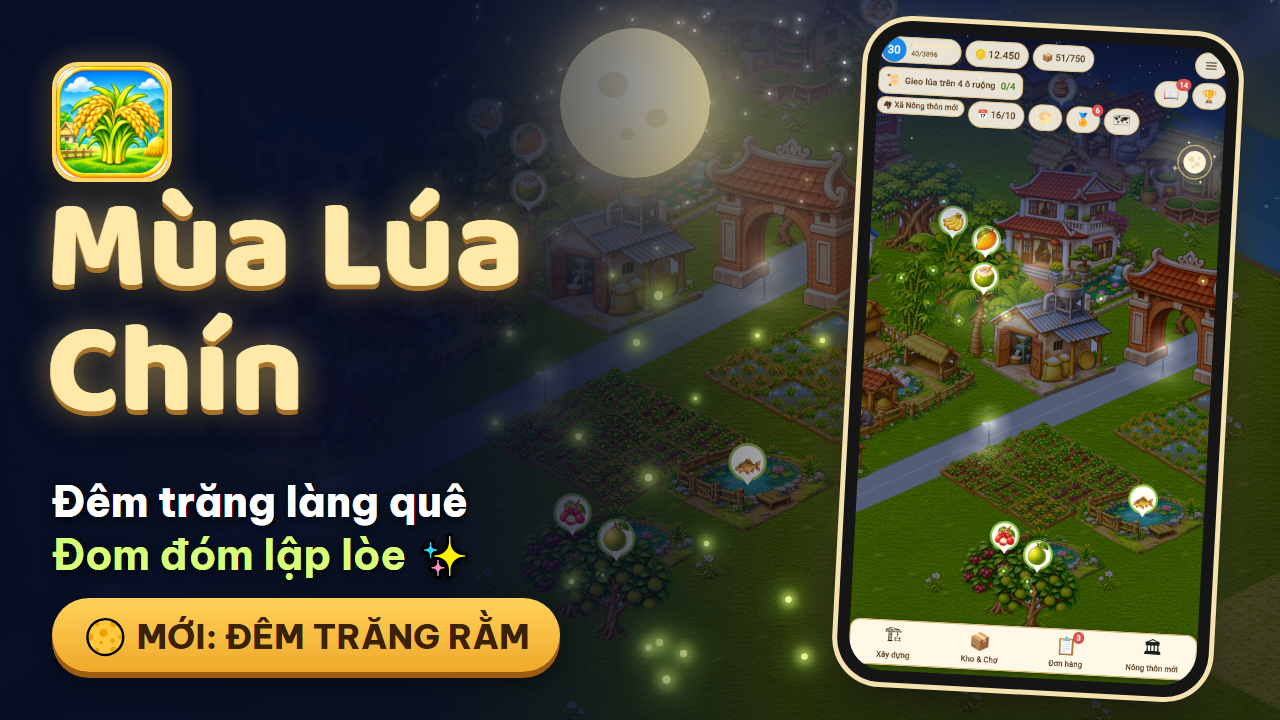 Mùa Lúa
Chín
Đêm trăng làng quê
Đom đóm lập lòe
MỚI: ĐÊM TRĂNG RẰM
30
40/3896
12.450
51/750
Gieo lúa trên 4 ô ruộng 0/4
14
Xã Nông thôn mới
16/10
6
Xây dựng
Kho & Chợ
3
Đơn hàng
Nông thôn mới